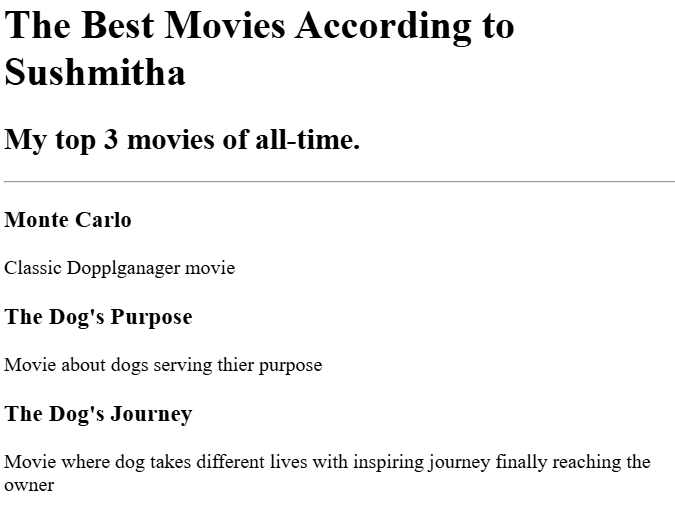 The Best Movies According to
Sushmitha
My top 3 movies of all-time.
Monte Carlo
Classic Dopplganager movie
The Dog's Purpose
Movie about dogs serving thier purpose
The Dog's Journey
Movie where dog takes different lives with inspiring journey finally reaching the
owner